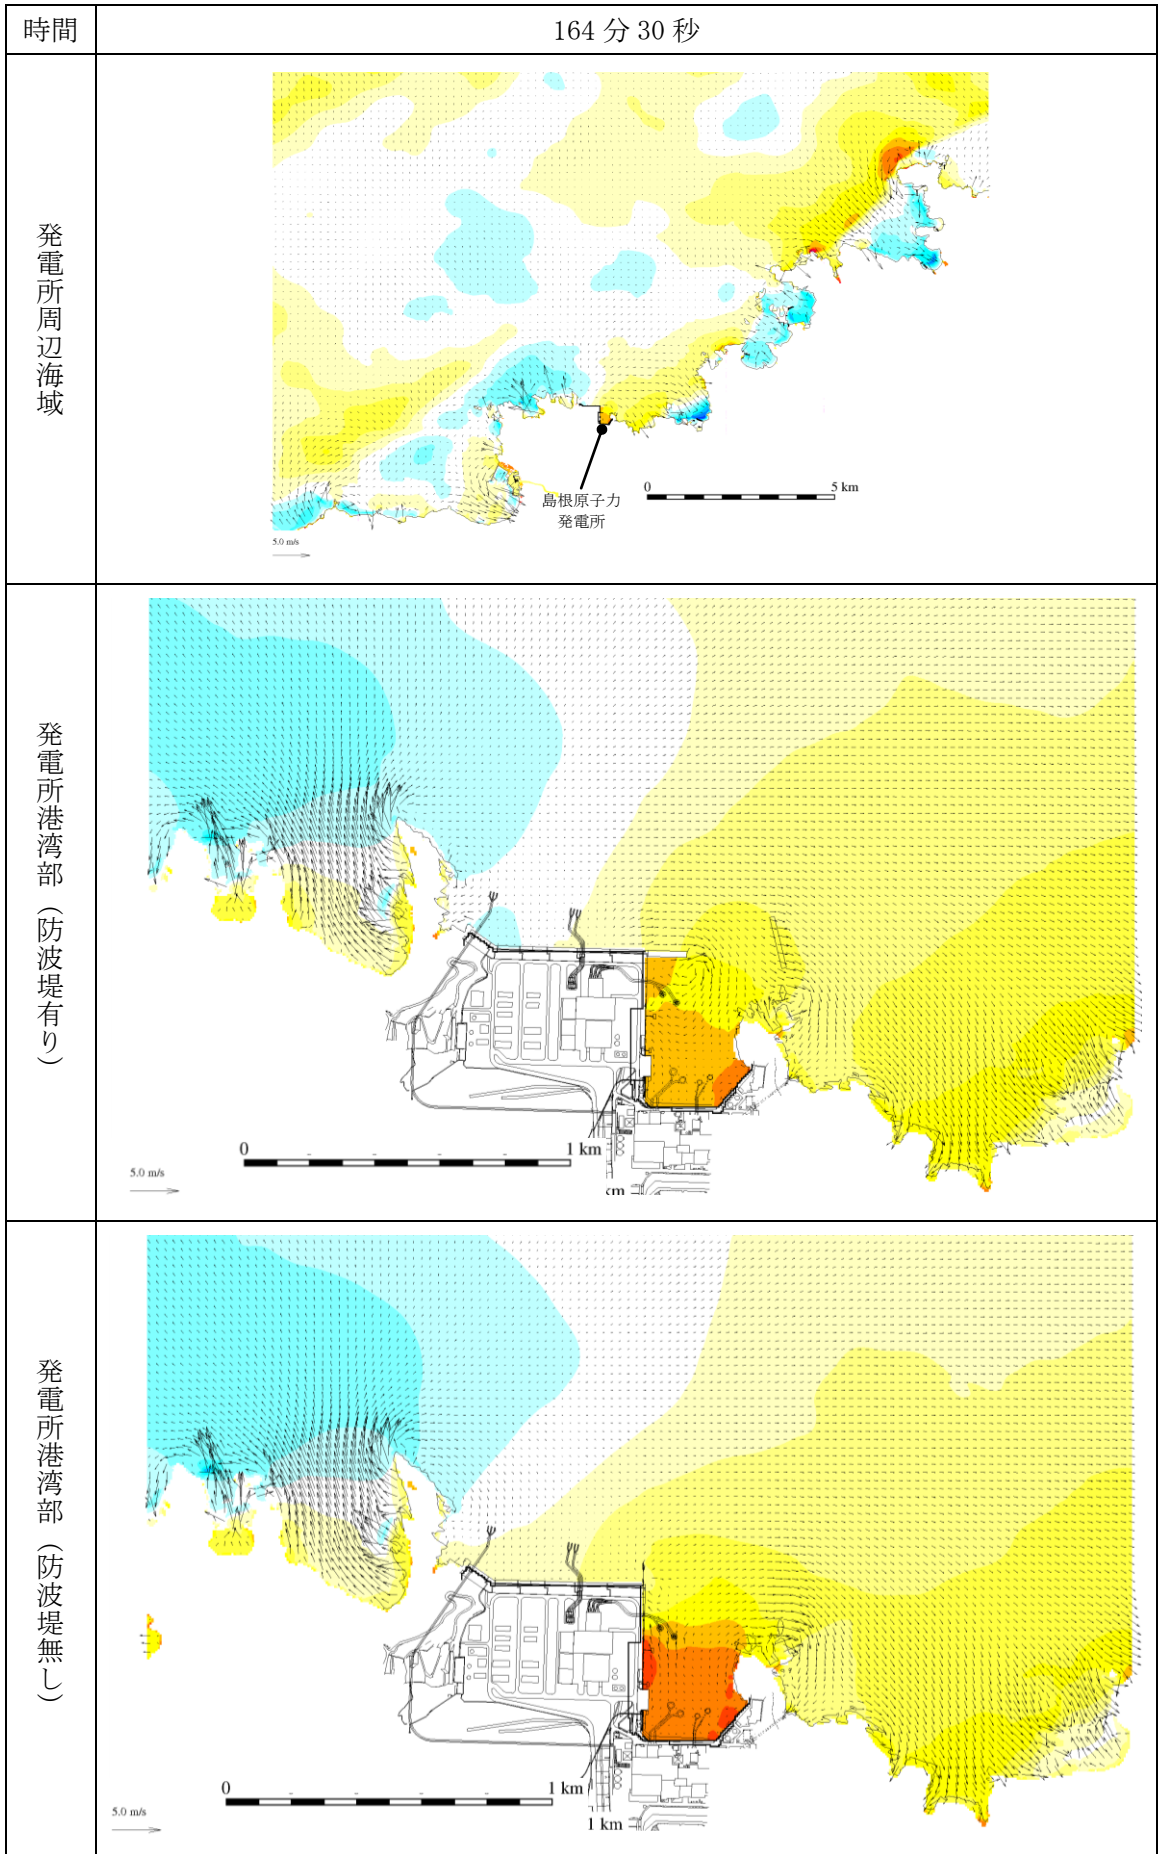 時間
164 分 30 秒
発電所周辺海域
島根原子力
発電所
0
5 km
5.0 m/s
発電所港湾部（防波堤有り）
0
1 km
5.0 m/s
km
発電所港湾部（防波堤無し）
0
1 km
5.0 m/s
1 km